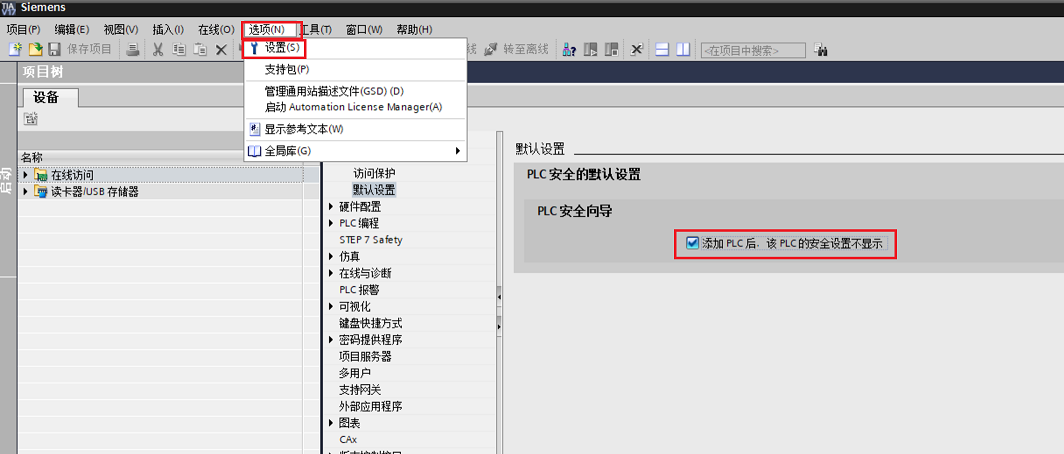 Siemens
项目(P) 编辑(E) 视图(V) 插入(I) 在线(O) 选项(N) 工具(T) 窗口(W) 帮助(H)
保存项目 转至离线 <在项目中搜索>
设置(S)
支持包(P)
管理通用站描述文件(GSD) (D)
启动 Automation License Manager(A)
显示参考文本(W)
全局库(G)
项目树
设备
启动
名称
在线访问
读卡器/USB 存储器
访问保护
默认设置
硬件配置
PLC 编程
STEP 7 Safety
仿真
在线与诊断
PLC 报警
可视化
键盘快捷方式
密码提供程序
项目服务器
多用户
支持网关
外部应用程序
图表
CAx
默认设置
PLC 安全的默认设置
PLC 安全向导
添加 PLC 后，该 PLC 的安全设置不显示